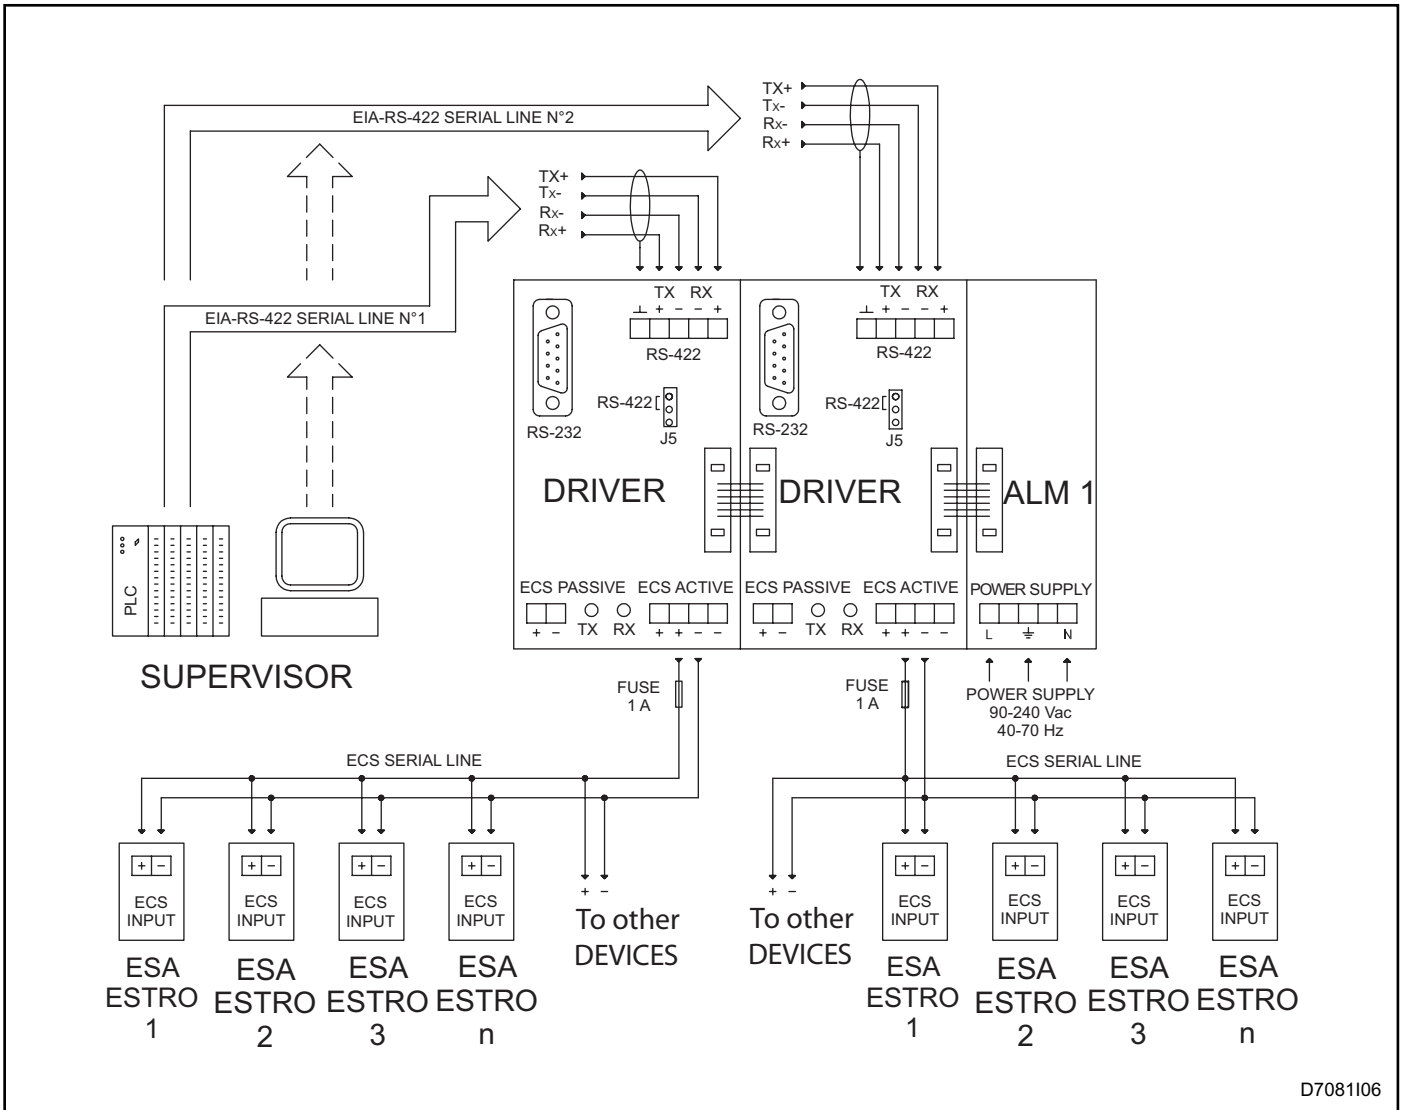 EIA-RS-422 SERIAL LINE N°2
TX+
Tx-
Rx-
Rx+
TX+
Tx-
Rx-
Rx+
EIA-RS-422 SERIAL LINE N°1
TX RX
⊥ + − − +
RS-422
RS-232
RS-422
J5
DRIVER
TX RX
⊥ + − − +
RS-422
RS-232
RS-422
J5
DRIVER
ALM 1
PLC
SUPERVISOR
ECS PASSIVE
ECS ACTIVE
+ −
TX
RX
+ + − −
ECS PASSIVE
ECS ACTIVE
+ −
TX
RX
+ + − −
POWER SUPPLY
L
N
FUSE
1 A
FUSE
1 A
POWER SUPPLY
90-240 Vac
40-70 Hz
ECS SERIAL LINE
ECS SERIAL LINE
+ −
ECS
INPUT
ESA
ESTRO
1
+ −
ECS
INPUT
ESA
ESTRO
2
+ −
ECS
INPUT
ESA
ESTRO
3
+ −
ECS
INPUT
ESA
ESTRO
n
+ −
To other
DEVICES
+ −
To other
DEVICES
+ −
ECS
INPUT
ESA
ESTRO
1
+ −
ECS
INPUT
ESA
ESTRO
2
+ −
ECS
INPUT
ESA
ESTRO
3
+ −
ECS
INPUT
ESA
ESTRO
n
D7081I06